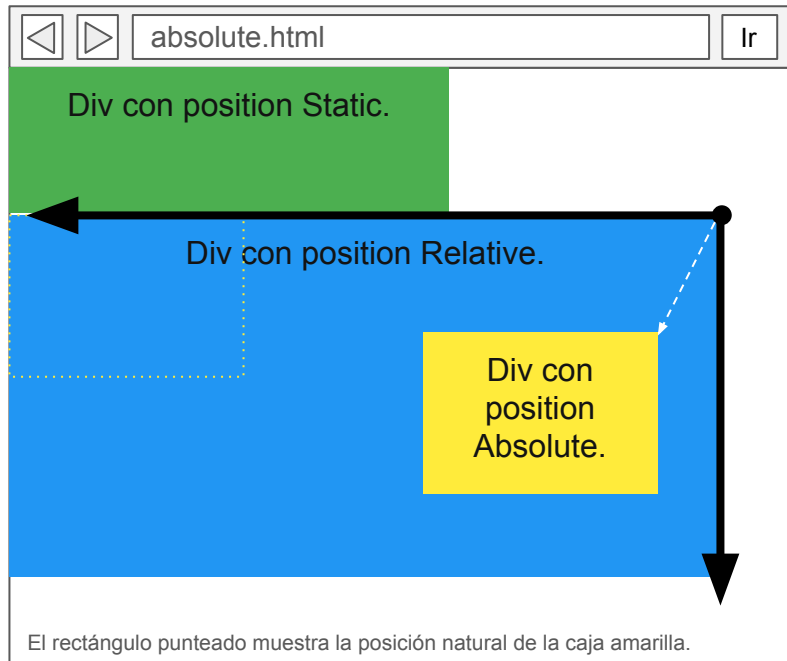 absolute.html
Ir
Div con position Static.
Div con position Relative.
Div con
position
Absolute.
El rectángulo punteado muestra la posición natural de la caja amarilla.